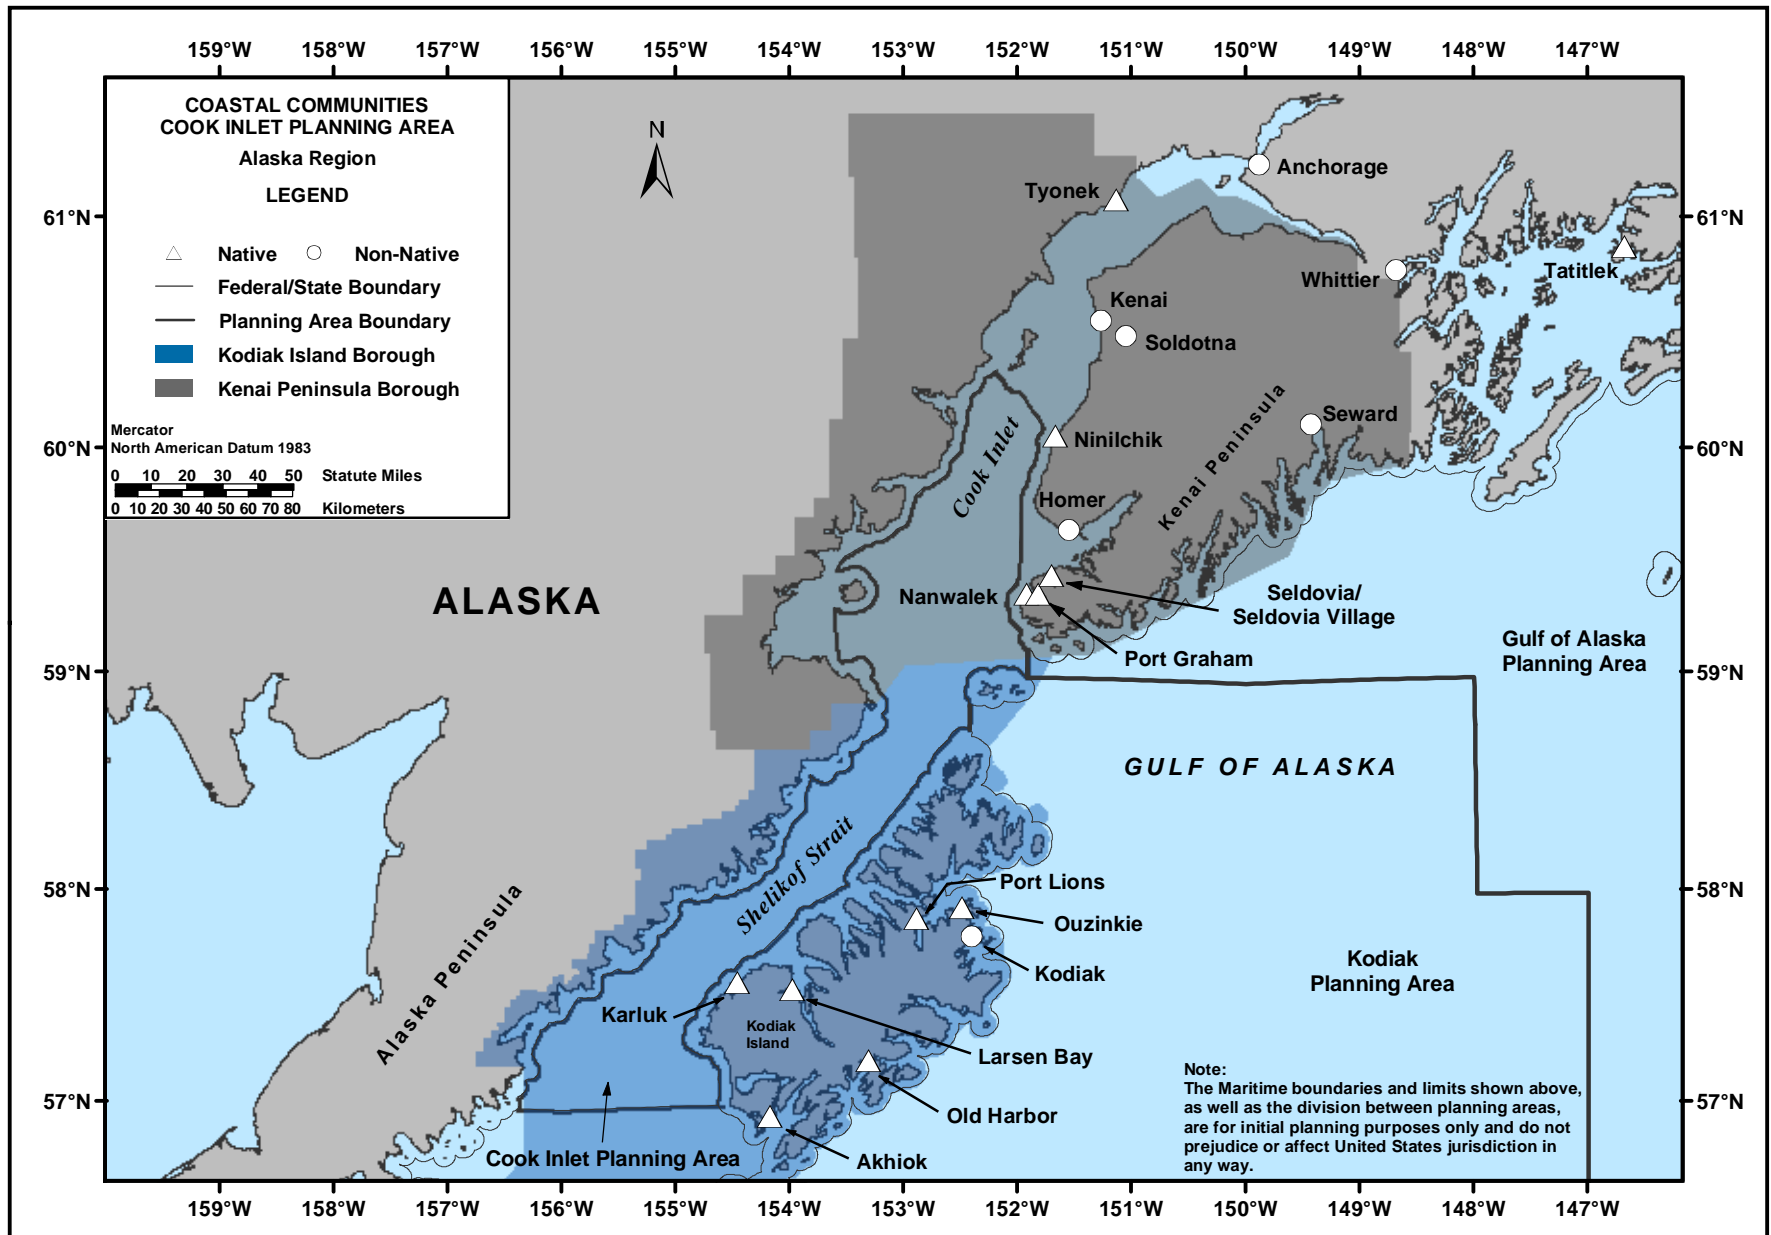 159°W 158°W 157°W 156°W 155°W 154°W 153°W 152°W 151°W 150°W 149°W 148°W 147°W
COASTAL COMMUNITIES
COOK INLET PLANNING AREA
Alaska Region
LEGEND
Native Non-Native
Federal/State Boundary
Planning Area Boundary
Kodiak Island Borough
Kenai Peninsula Borough
Mercator
North American Datum 1983
0 10 20 30 40 50 Statute Miles
0 10 20 30 40 50 60 70 80 Kilometers
N
Anchorage
Tyonek
61°N 61°N
Whittier
Tatitlek
Kenai
Soldotna
Seward
60°N 60°N
Ninilchik
Cook Inlet
Kenai Peninsula
Homer
ALASKA
Nanwalek
Seldovia/
Seldovia Village
Port Graham
Gulf of Alaska
Planning Area
59°N 59°N
GULF OF ALASKA
Shelikof Strait
58°N 58°N
Port Lions
Ouzinkie
Kodiak
Kodiak
Planning Area
Alaska Peninsula
Karluk
Kodiak
Island
Larsen Bay
Old Harbor
57°N 57°N
Cook Inlet Planning Area
Akhiok
Note:
The Maritime boundaries and limits shown above,
as well as the division between planning areas,
are for initial planning purposes only and do not
prejudice or affect United States jurisdiction in
any way.
159°W 158°W 157°W 156°W 155°W 154°W 153°W 152°W 151°W 150°W 149°W 148°W 147°W